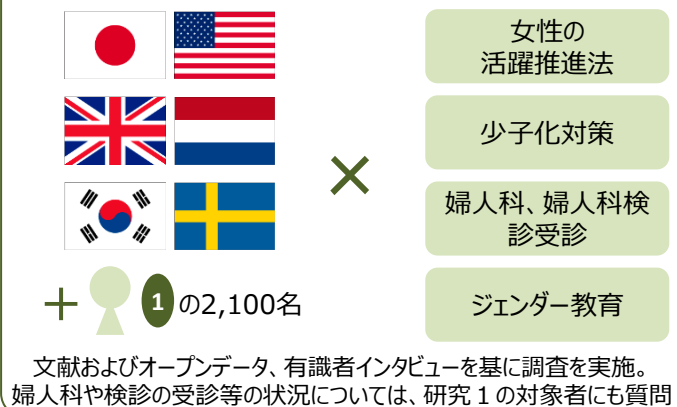 女性の
活躍推進法
少子化対策
×
婦人科、婦人科検
診受診
＋ 1 の2,100名
ジェンダー教育
文献およびオープンデータ、有識者インタビューを基に調査を実施。
婦人科や検診の受診等の状況については、研究１の対象者にも質問